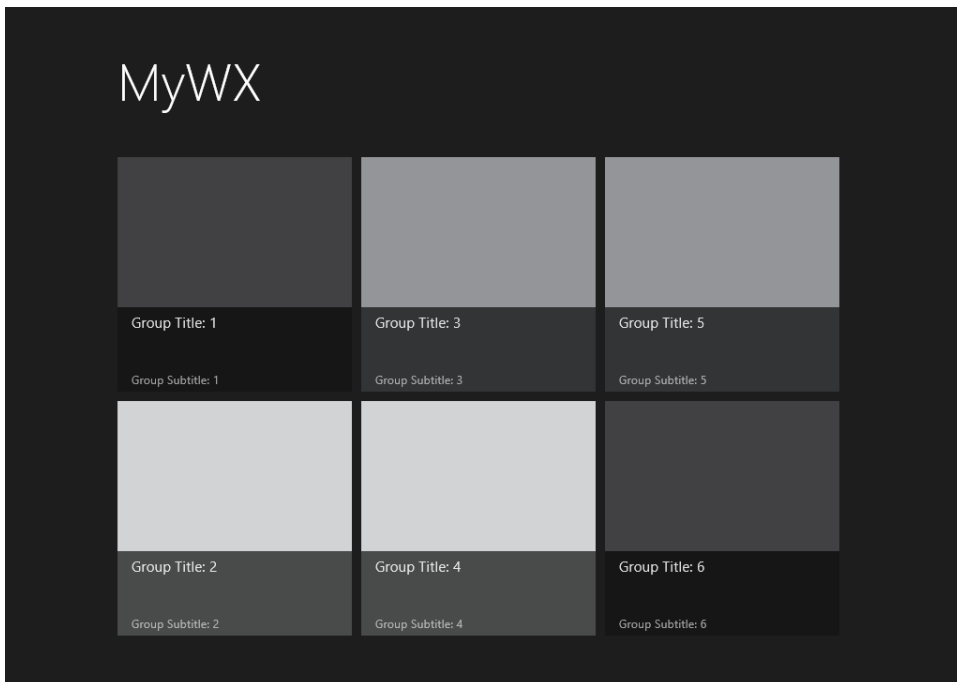 MyWX
Group Title: 1
Group Subtitle: 1
Group Title: 3
Group Subtitle: 3
Group Title: 5
Group Subtitle: 5
Group Title: 2
Group Subtitle: 2
Group Title: 4
Group Subtitle: 4
Group Title: 6
Group Subtitle: 6